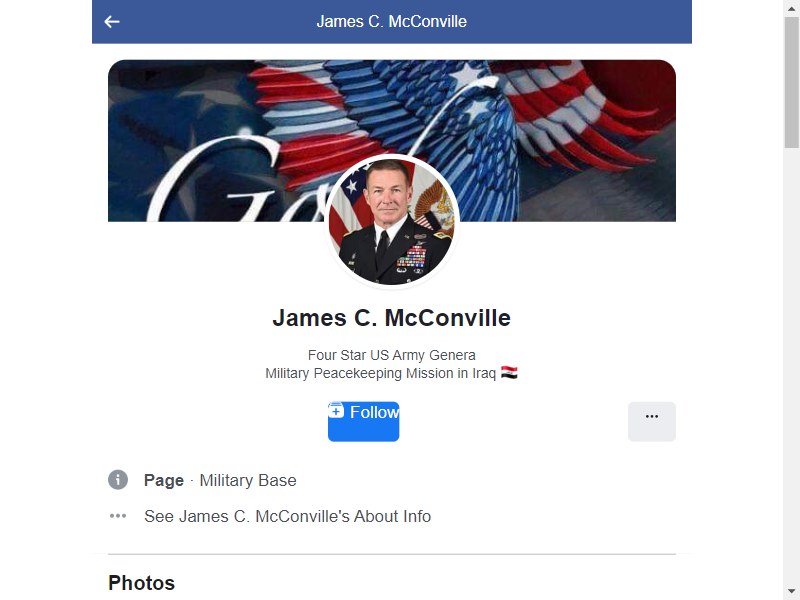 James C. McConville
James C. McConville
Four Star US Army Genera
Military Peacekeeping Mission in Iraq 🇮🇶
Follow
Page · Military Base
See James C. McConville's About Info
Photos